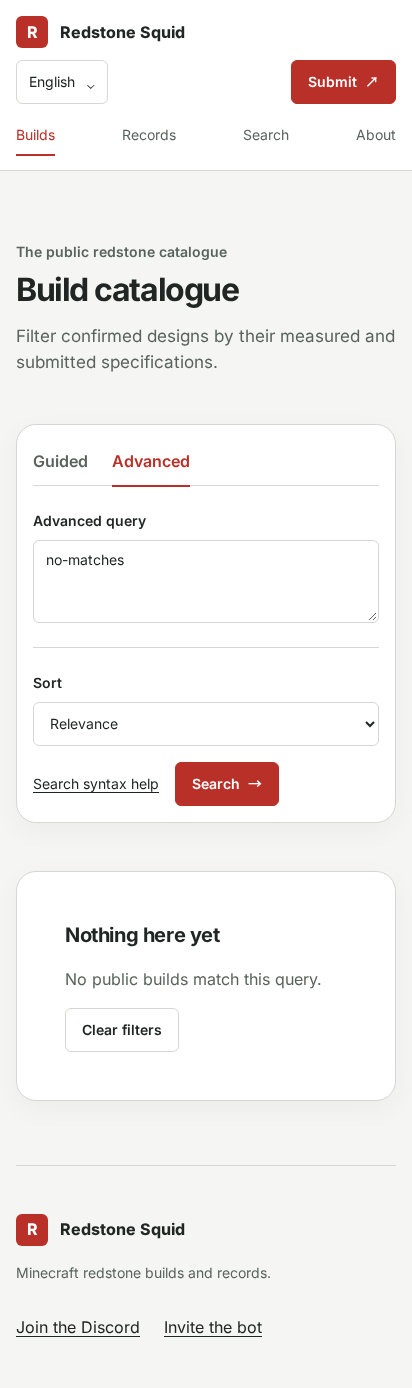 R Redstone Squid
English
Submit ↗
Builds Records Search About
The public redstone catalogue
Build catalogue
Filter confirmed designs by their measured and
submitted specifications.
Guided Advanced
Advanced query
no-matches
Sort
Relevance
Search syntax help
Search →
Nothing here yet
No public builds match this query.
Clear filters
R Redstone Squid
Minecraft redstone builds and records.
Join the Discord Invite the bot